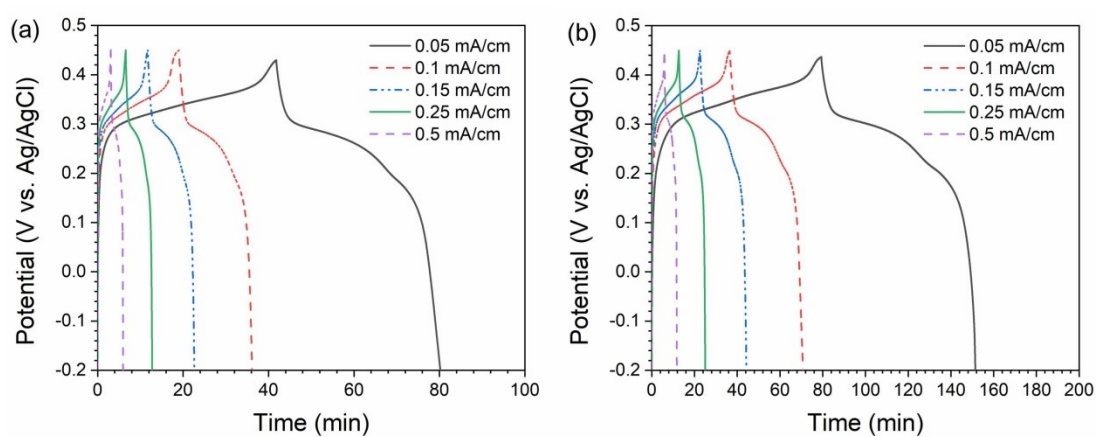 (a)
0.5
0.4
0.3
0.2
0.1
0.0
-0.1
-0.2
Potential (V vs. Ag/AgCl)
0.05 mA/cm
0.1 mA/cm
0.15 mA/cm
0.25 mA/cm
0.5 mA/cm
0 20 40 60 80 100
Time (min)
(b)
0.5
0.4
0.3
0.2
0.1
0.0
-0.1
-0.2
Potential (V vs. Ag/AgCl)
0.05 mA/cm
0.1 mA/cm
0.15 mA/cm
0.25 mA/cm
0.5 mA/cm
0 20 40 60 80 100 120 140 160 180 200
Time (min)